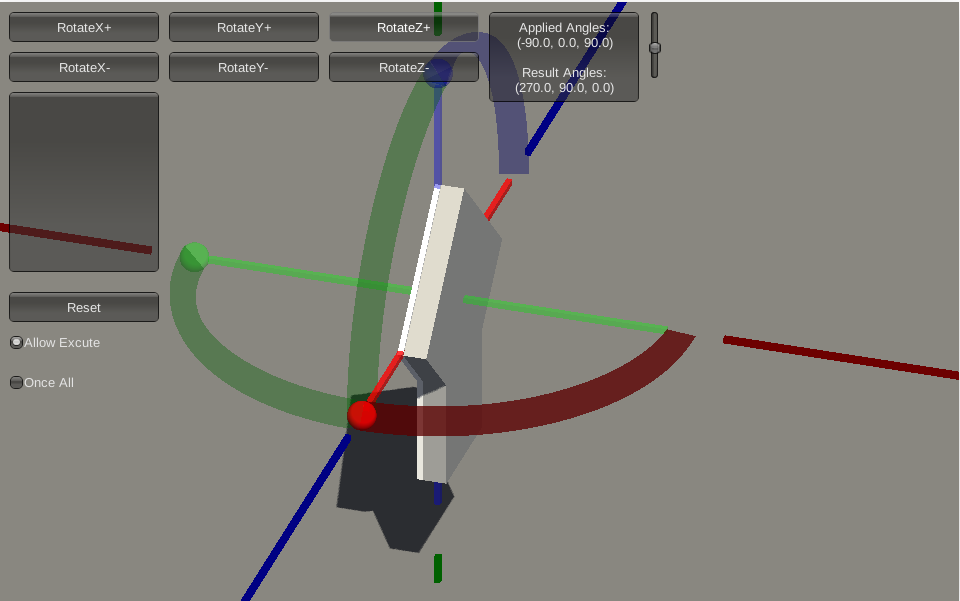 RotateX+
RotateY+
RotateZ+
Applied Angles:
(-90.0, 0.0, 90.0)
RotateX-
RotateY-
RotateZ-
Result Angles:
(270.0, 90.0, 0.0)
Reset
Allow Excute
Once All